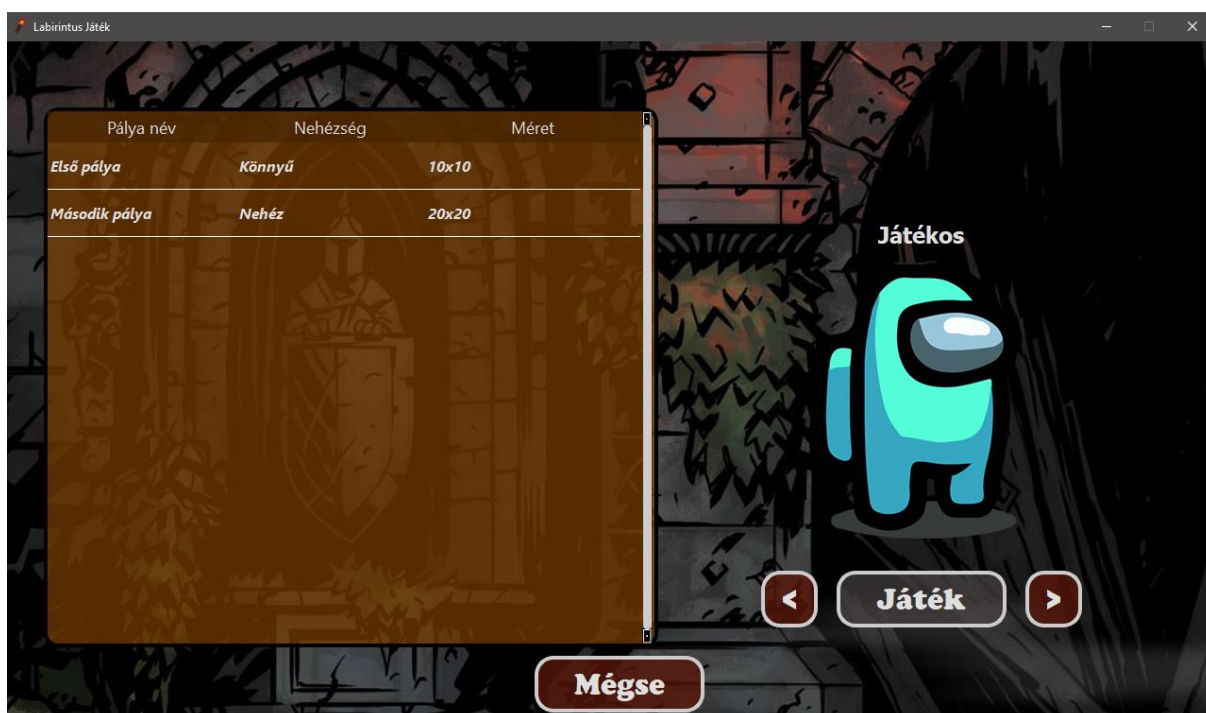 Labirintus Játék
Pálya név Nehézség Méret
Első pálya Könnyű 10x10
Második pálya Nehéz 20x20
Játékos
< Játék >
Mégse